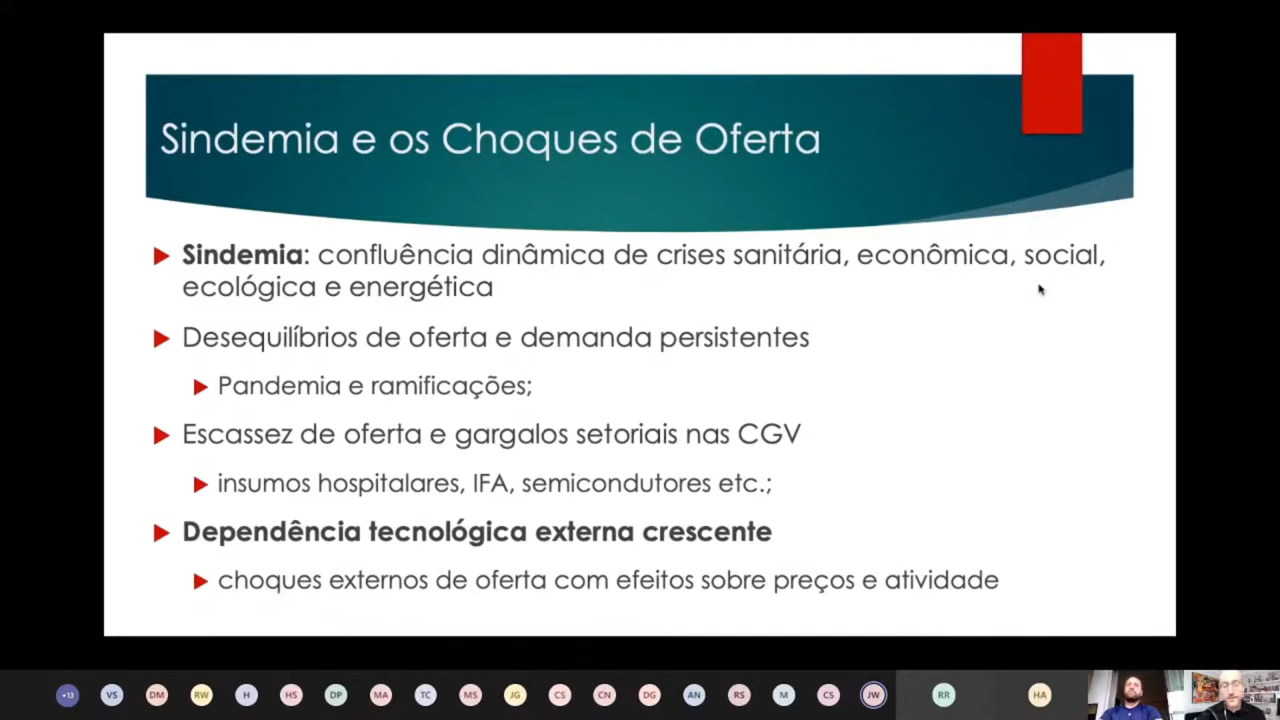 Sindemia e os Choques de Oferta
Sindemia: confluência dinâmica de crises sanitária, econômica, social,
ecológica e energética
Desequilíbrios de oferta e demanda persistentes
Pandemia e ramificações;
Escassez de oferta e gargalos setoriais nas CGV
insumos hospitalares, IFA, semicondutores etc.;
Dependência tecnológica externa crescente
choques externos de oferta com efeitos sobre preços e atividade
+13 VS DM RW H HS DP MA TC MS JG CS CN DG AN RS M CS JW RR HA